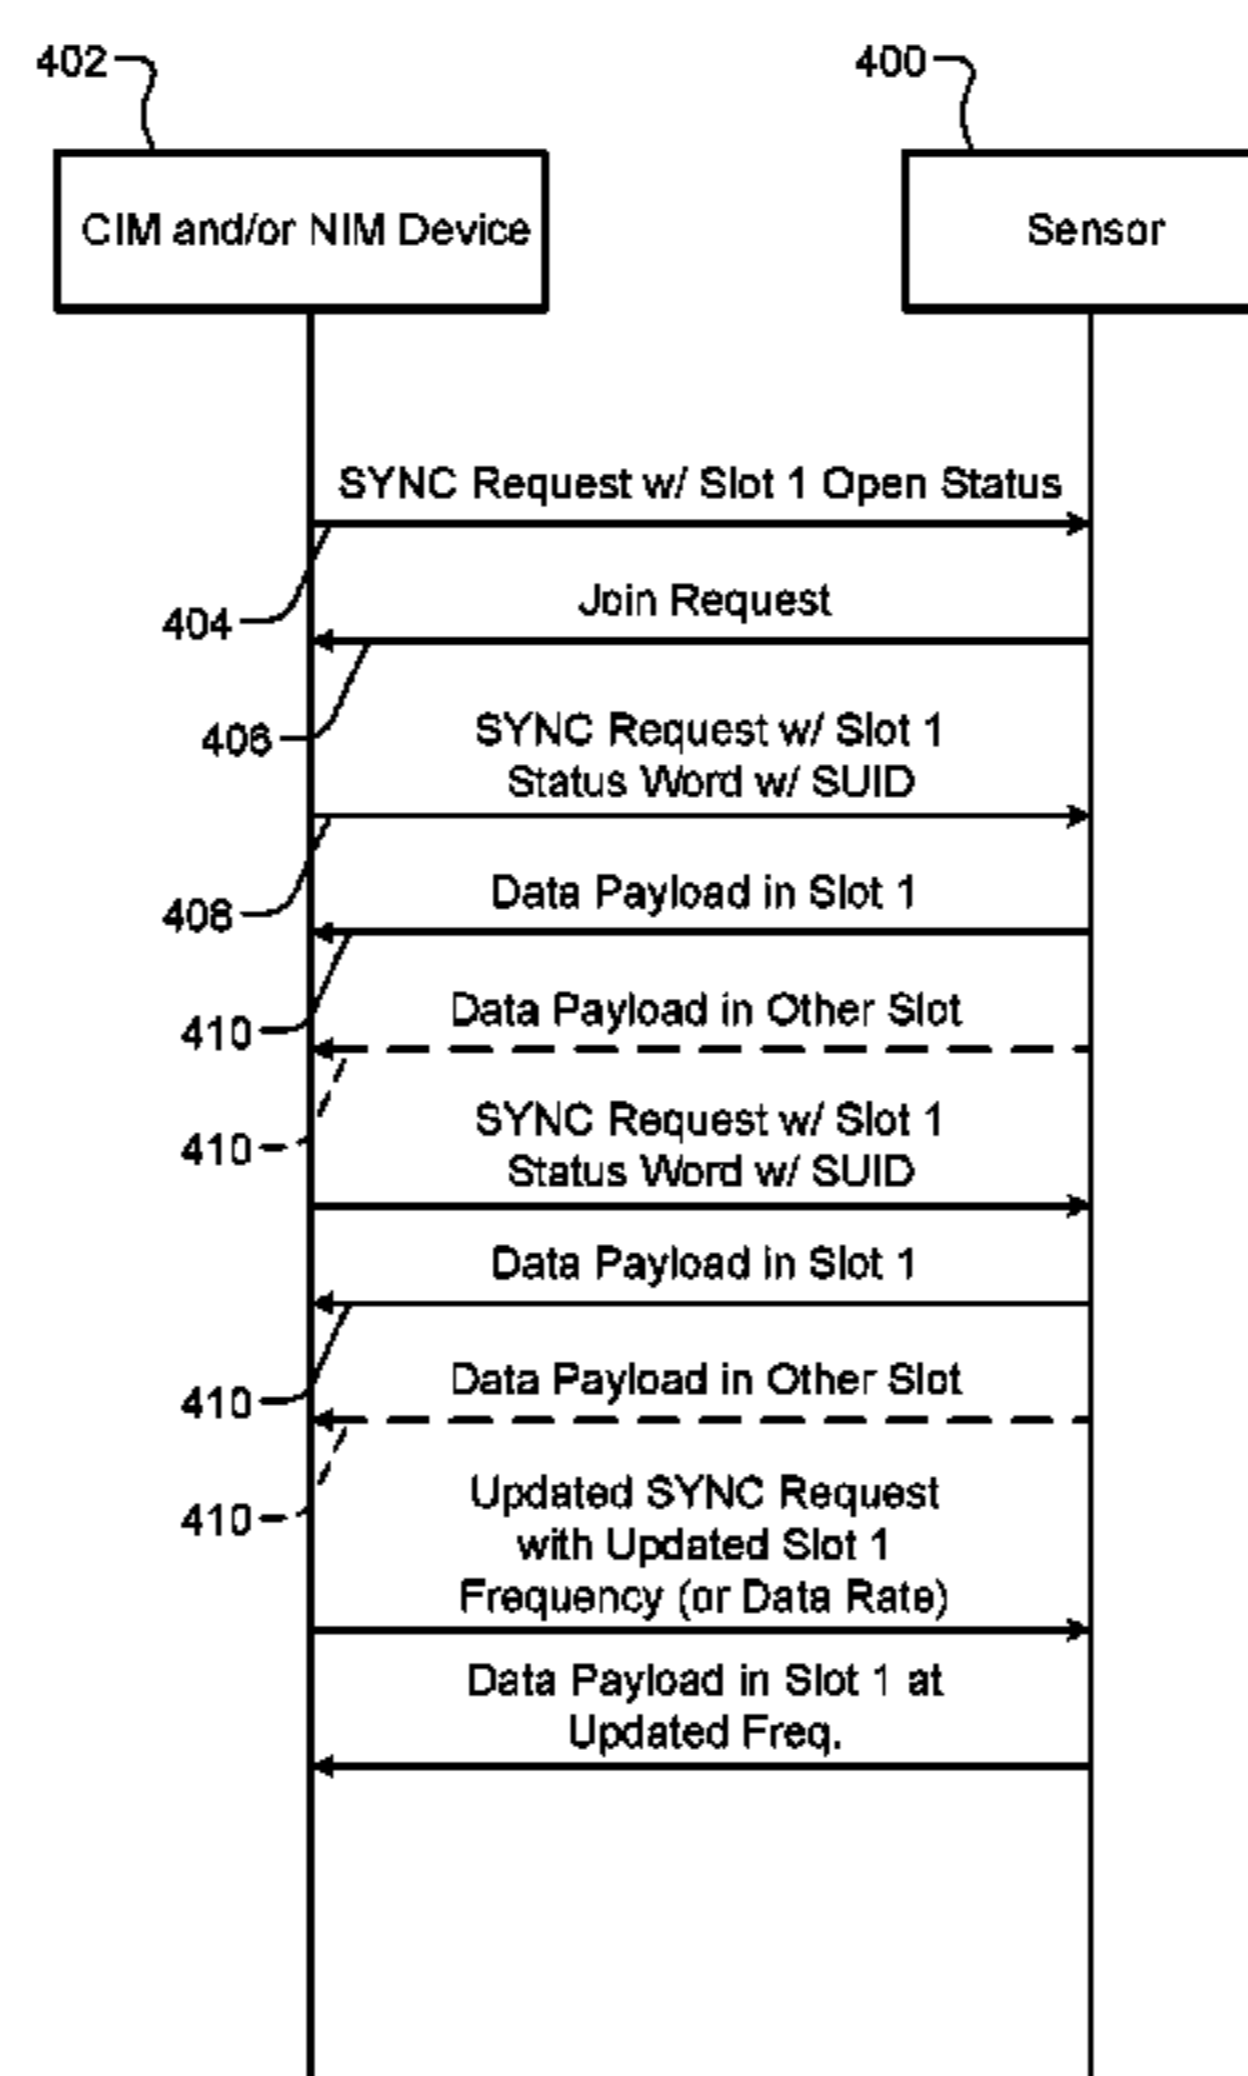 402
400
CIM and/or NIM Device
Sensor
SYNC Request w/ Slot 1 Open Status
404
Join Request
406
SYNC Request w/ Slot 1
Status Word w/ SUID
408
Data Payload in Slot 1
410
Data Payload in Other Slot
410
SYNC Request w/ Slot 1
Status Word w/ SUID
Data Payload in Slot 1
410
Data Payload in Other Slot
410
Updated SYNC Request
with Updated Slot 1
Frequency (or Data Rate)
Data Payload in Slot 1 at
Updated Freq.